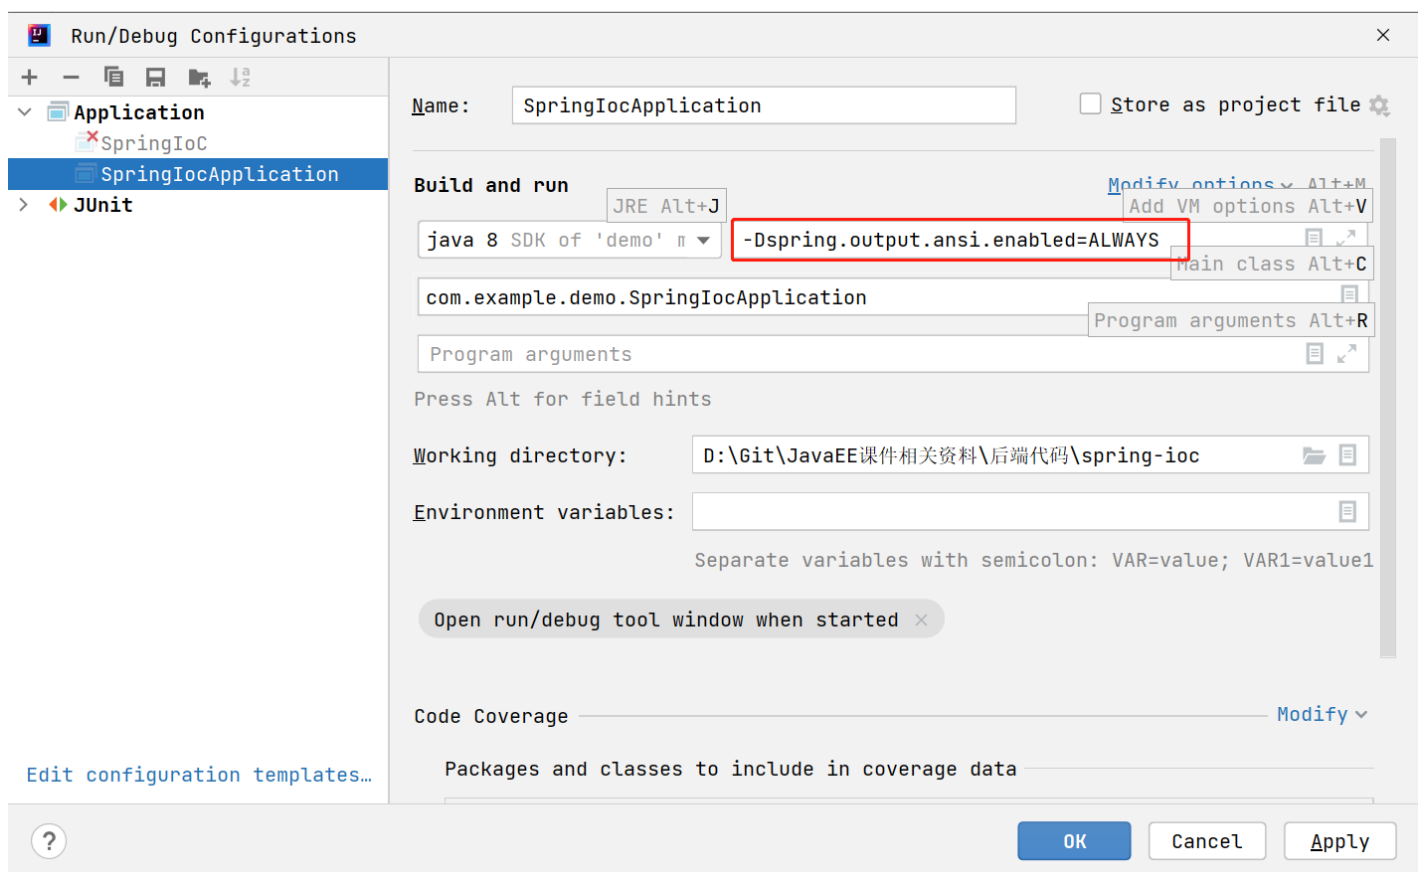 Run/Debug Configurations
Application
SpringIoC
SpringIocApplication
JUnit
Edit configuration templates…
Name: SpringIocApplication Store as project file
Build and run Modify options Alt+M
JRE Alt+J Add VM options Alt+V
java 8 SDK of 'demo' -Dspring.output.ansi.enabled=ALWAYS
Main class Alt+C
com.example.demo.SpringIocApplication
Program arguments Alt+R
Program arguments
Press Alt for field hints
Working directory: D:\Git\JavaEE课件相关资料\后端代码\spring-ioc
Environment variables:
Separate variables with semicolon: VAR=value; VAR1=value1
Open run/debug tool window when started
Code Coverage Modify
Packages and classes to include in coverage data
? OK Cancel Apply